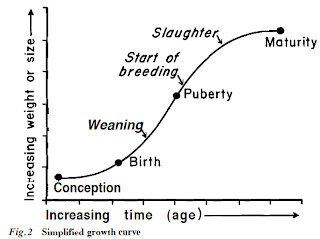 Increasing weight or size
Slaughter
Maturity
Start of
breeding
Puberty
Weaning
Birth
Conception
Increasing time (age)
Fig.2 Simplified growth curve